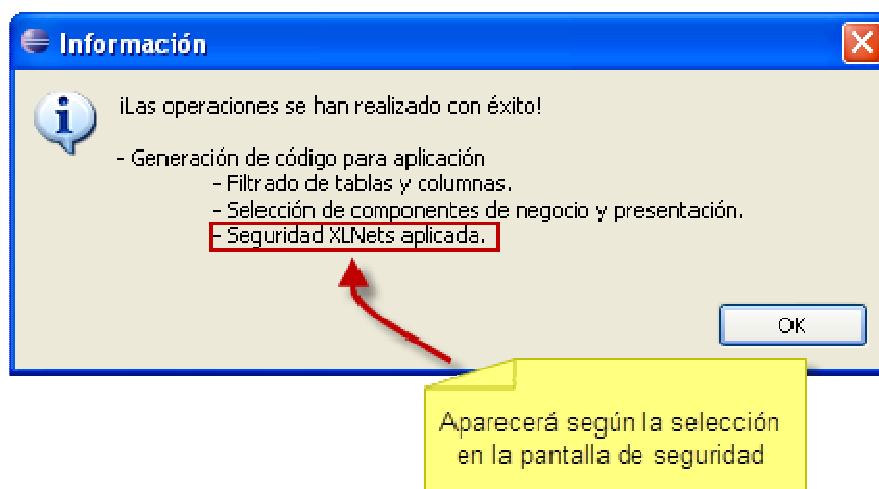 Información
¡Las operaciones se han realizado con éxito!
- Generación de código para aplicación
- Filtrado de tablas y columnas.
- Selección de componentes de negocio y presentación.
- Seguridad XLNets aplicada.
OK
Aparecerá según la selección
en la pantalla de seguridad